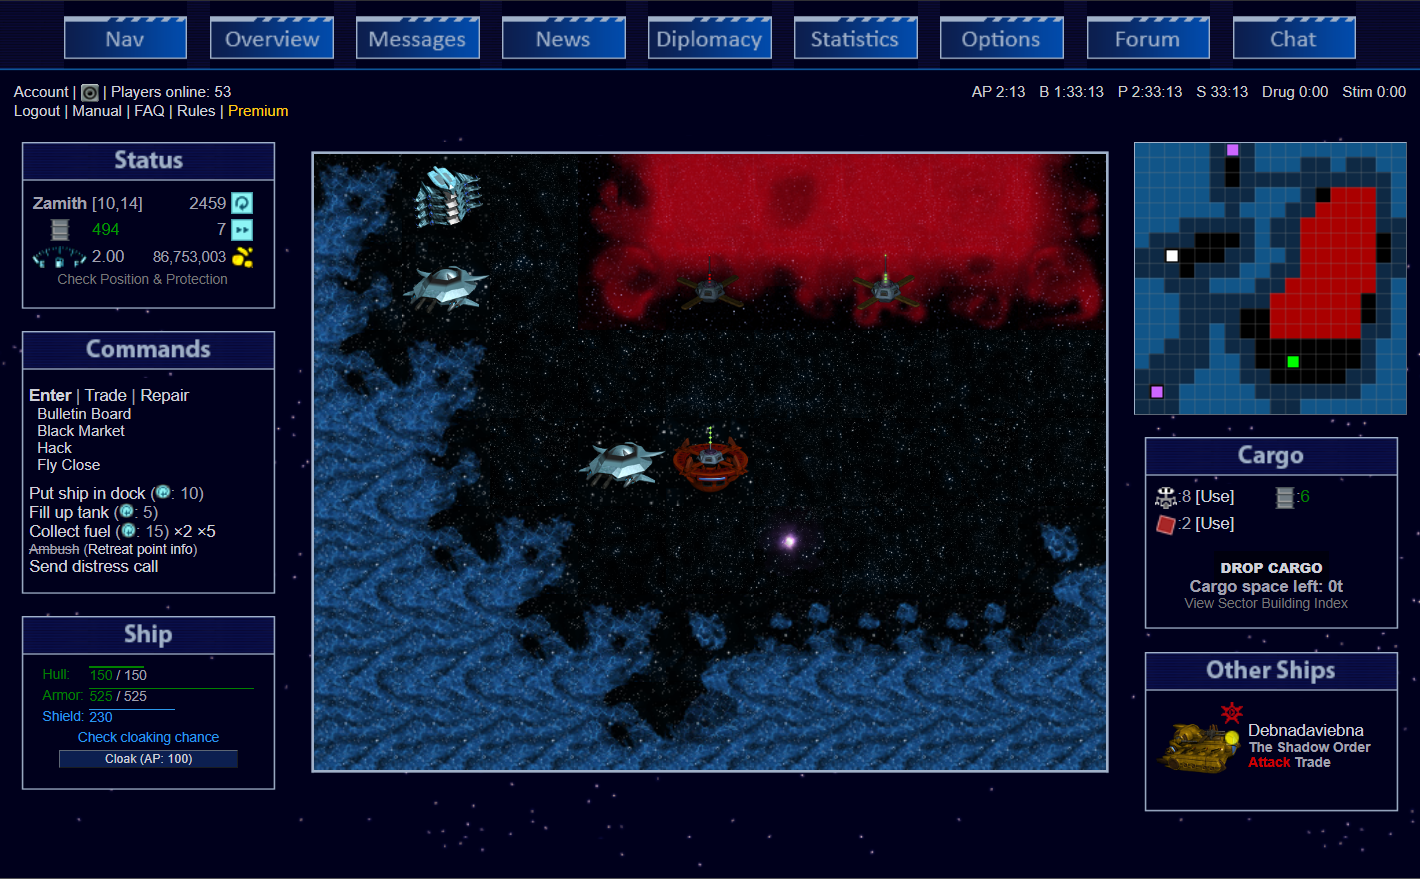 Nav Overview Messages News Diplomacy Statistics Options Forum Chat
Account | | Players online: 53
AP 2:13 B 1:33:13 P 2:33:13 S 33:13 Drug 0:00 Stim 0:00
Logout | Manual | FAQ | Rules | Premium
Status
Zamith [10,14] 2459
494 7
2.00 86,753,003
Check Position & Protection
Commands
Enter | Trade | Repair
Bulletin Board
Black Market
Hack
Fly Close
Put ship in dock ( : 10)
Fill up tank ( : 5)
Collect fuel ( : 15) ×2 ×5
Ambush (Retreat point info)
Send distress call
Ship
Hull: 150 / 150
Armor: 525 / 525
Shield: 230
Check cloaking chance
Cloak (AP: 100)
Cargo
:8 [Use] :6
:2 [Use]
DROP CARGO
Cargo space left: 0t
View Sector Building Index
Other Ships
Debnadaviebna
The Shadow Order
Attack Trade